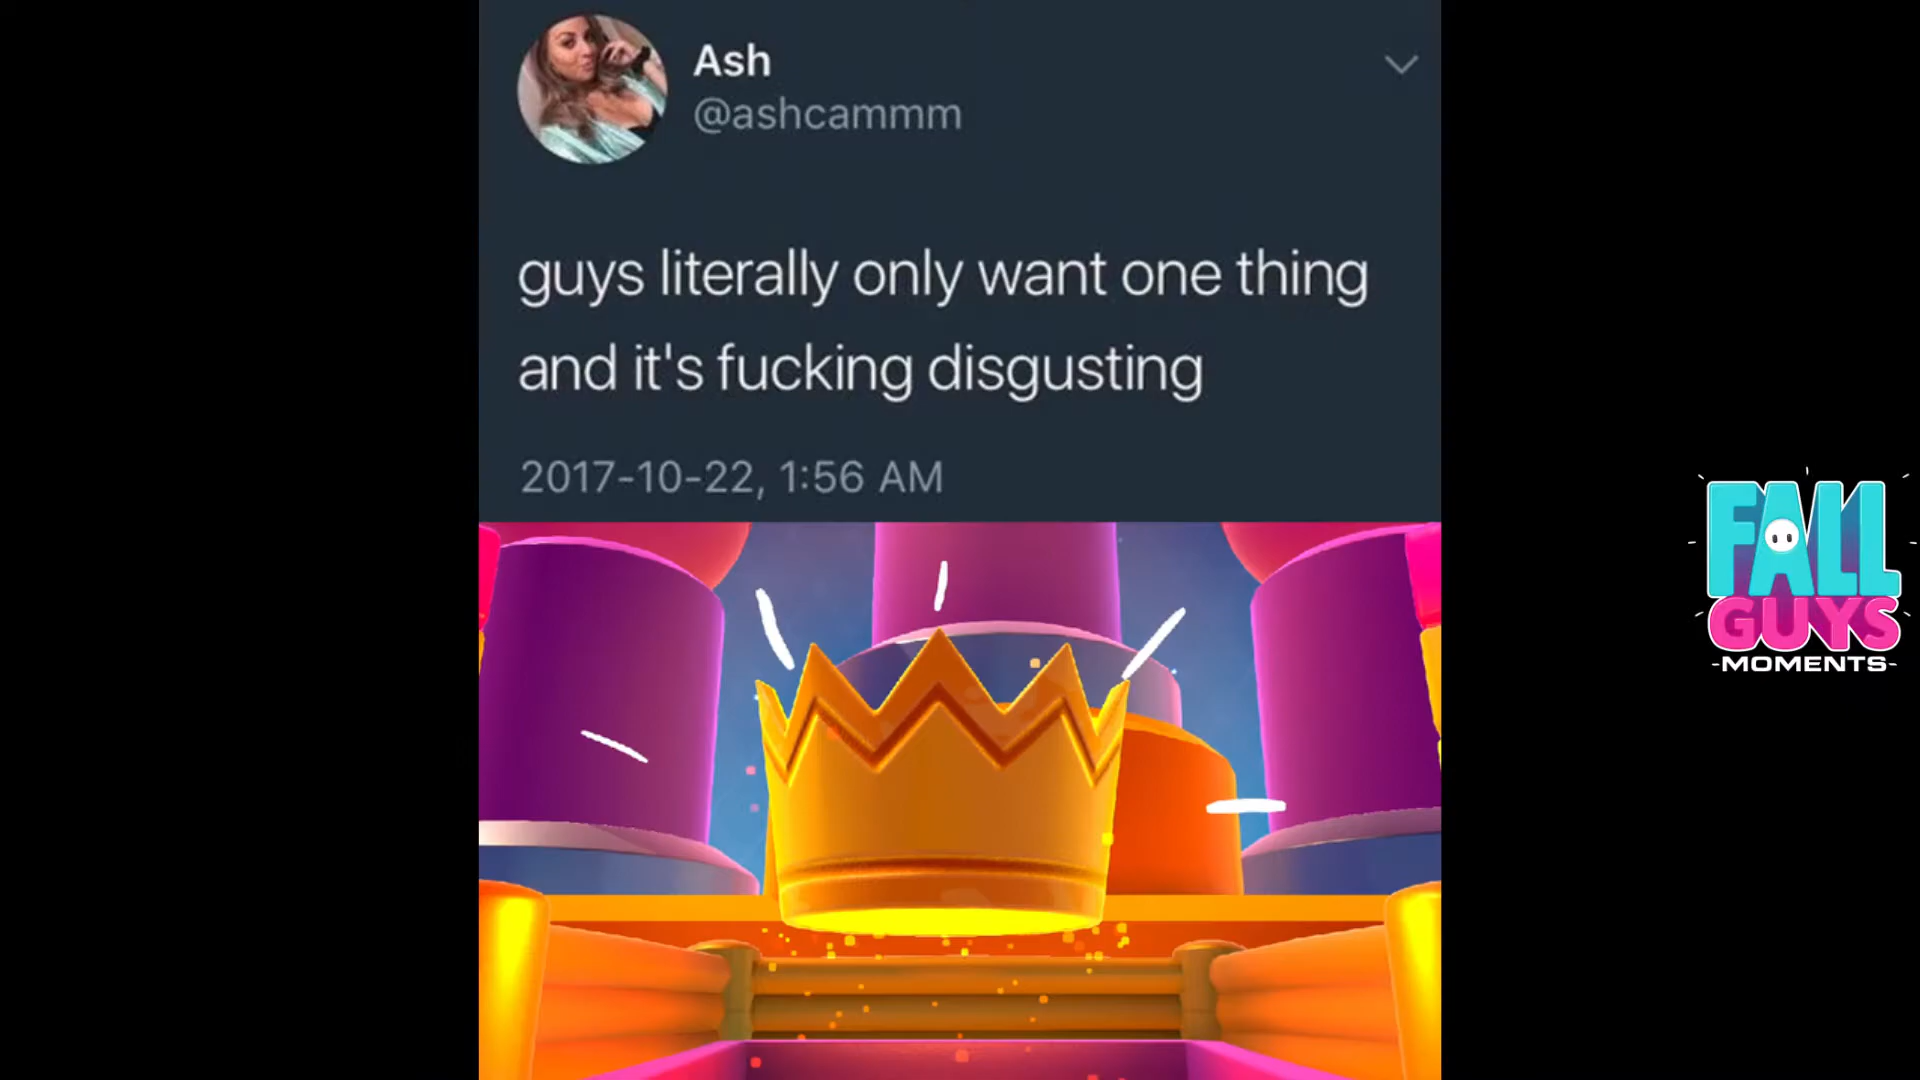 Ash
@ashcammm
guys literally only want one thing
and it's fucking disgusting
2017-10-22, 1:56 AM
FALL
GUYS
-MOMENTS-